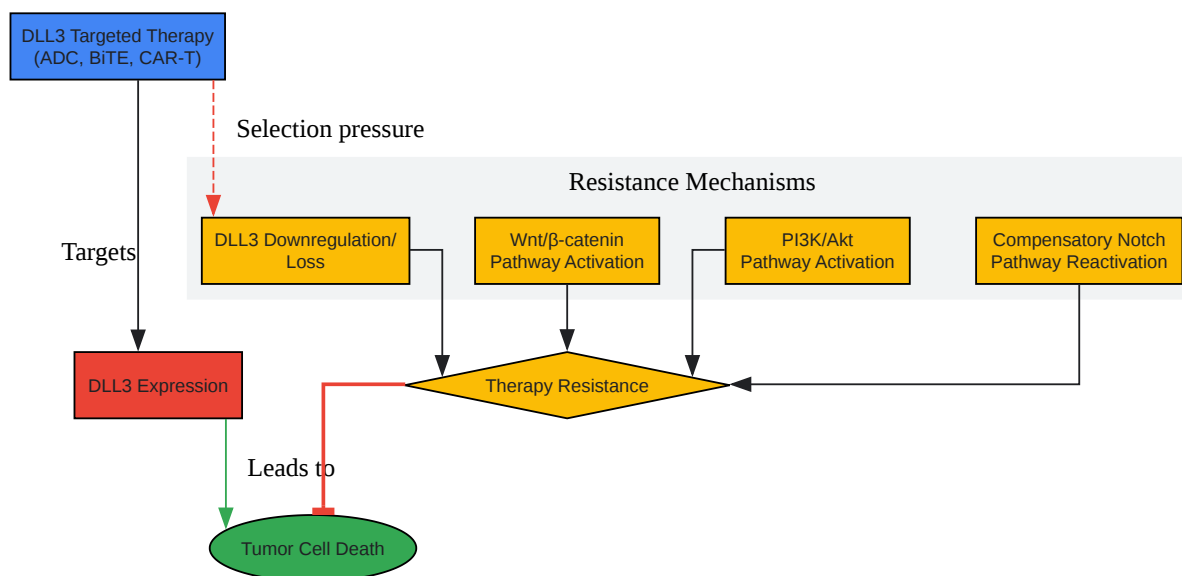 DLL3 Targeted Therapy
(ADC, BiTE, CAR-T)
Selection pressure
Resistance Mechanisms
DLL3 Downregulation/
Loss
Wnt/β-catenin
Pathway Activation
PI3K/Akt
Pathway Activation
Compensatory Notch
Pathway Reactivation
Targets
DLL3 Expression
Therapy Resistance
Leads to
Tumor Cell Death